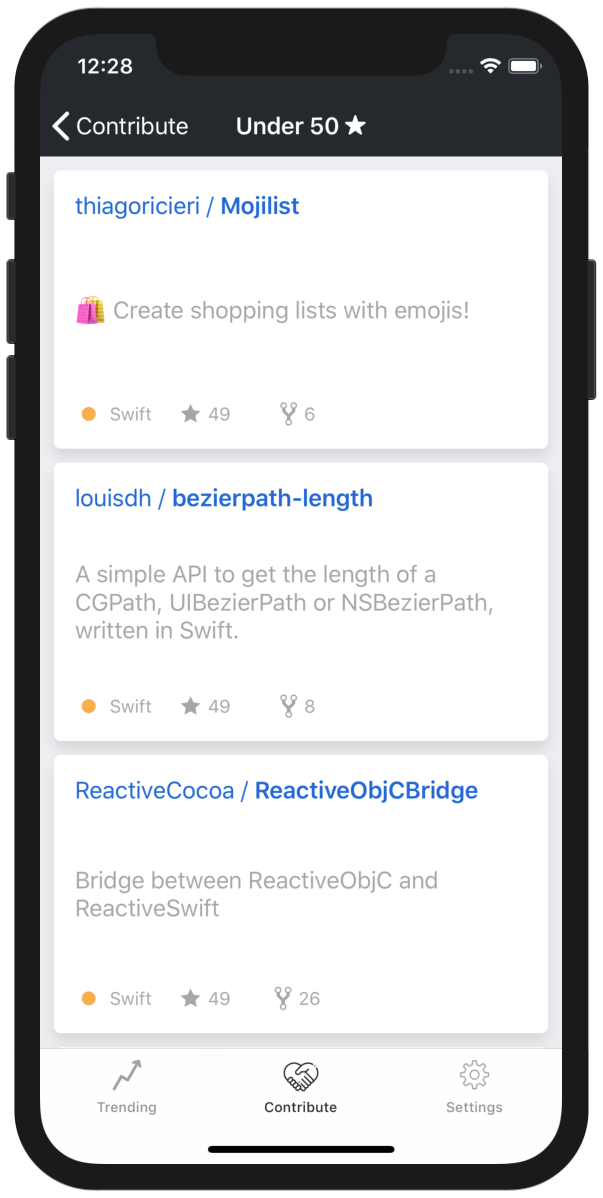 12:28
Contribute
Under 50 ★
thiagoricieri / Mojilist
🛍️ Create shopping lists with emojis!
Swift ★ 49 6
louisdh / bezierpath-length
A simple API to get the length of a
CGPath, UIBezierPath or NSBezierPath,
written in Swift.
Swift ★ 49 8
ReactiveCocoa / ReactiveObjCBridge
Bridge between ReactiveObjC and
ReactiveSwift
Swift ★ 49 26
Trending
Contribute
Settings